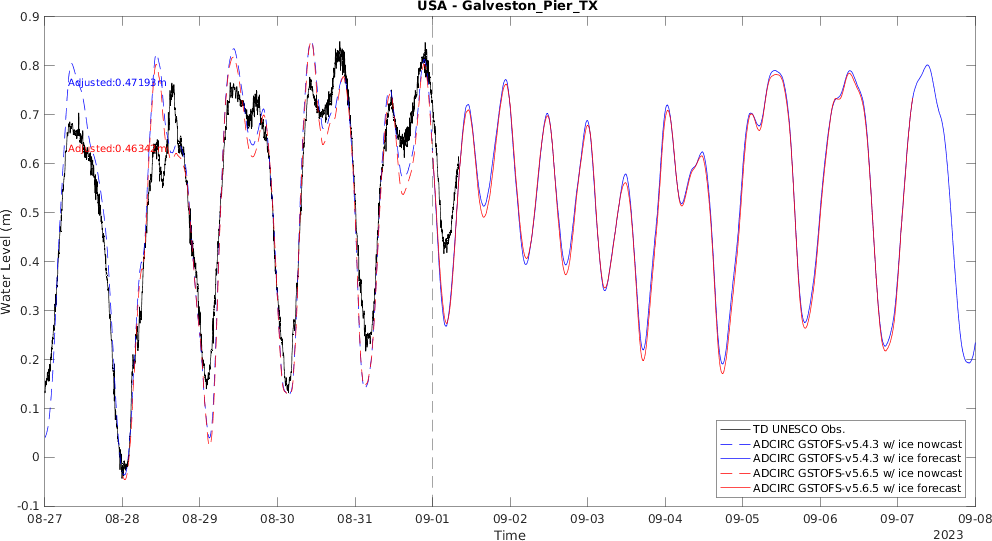 USA - Galveston_Pier_TX
0.9
0.8
0.7
0.6
0.5
0.4
0.3
0.2
0.1
0
-0.1
Water Level (m)
Adjusted:0.47193m
TD UNESCO Obs.
ADCIRC GSTOFS-v5.4.3 w/ ice nowcast
ADCIRC GSTOFS-v5.4.3 w/ ice forecast
ADCIRC GSTOFS-v5.6.5 w/ ice nowcast
ADCIRC GSTOFS-v5.6.5 w/ ice forecast
08-27 08-28 08-29 08-30 08-31 09-01 09-02 09-03 09-04 09-05 09-06 09-07 09-08
Time
2023